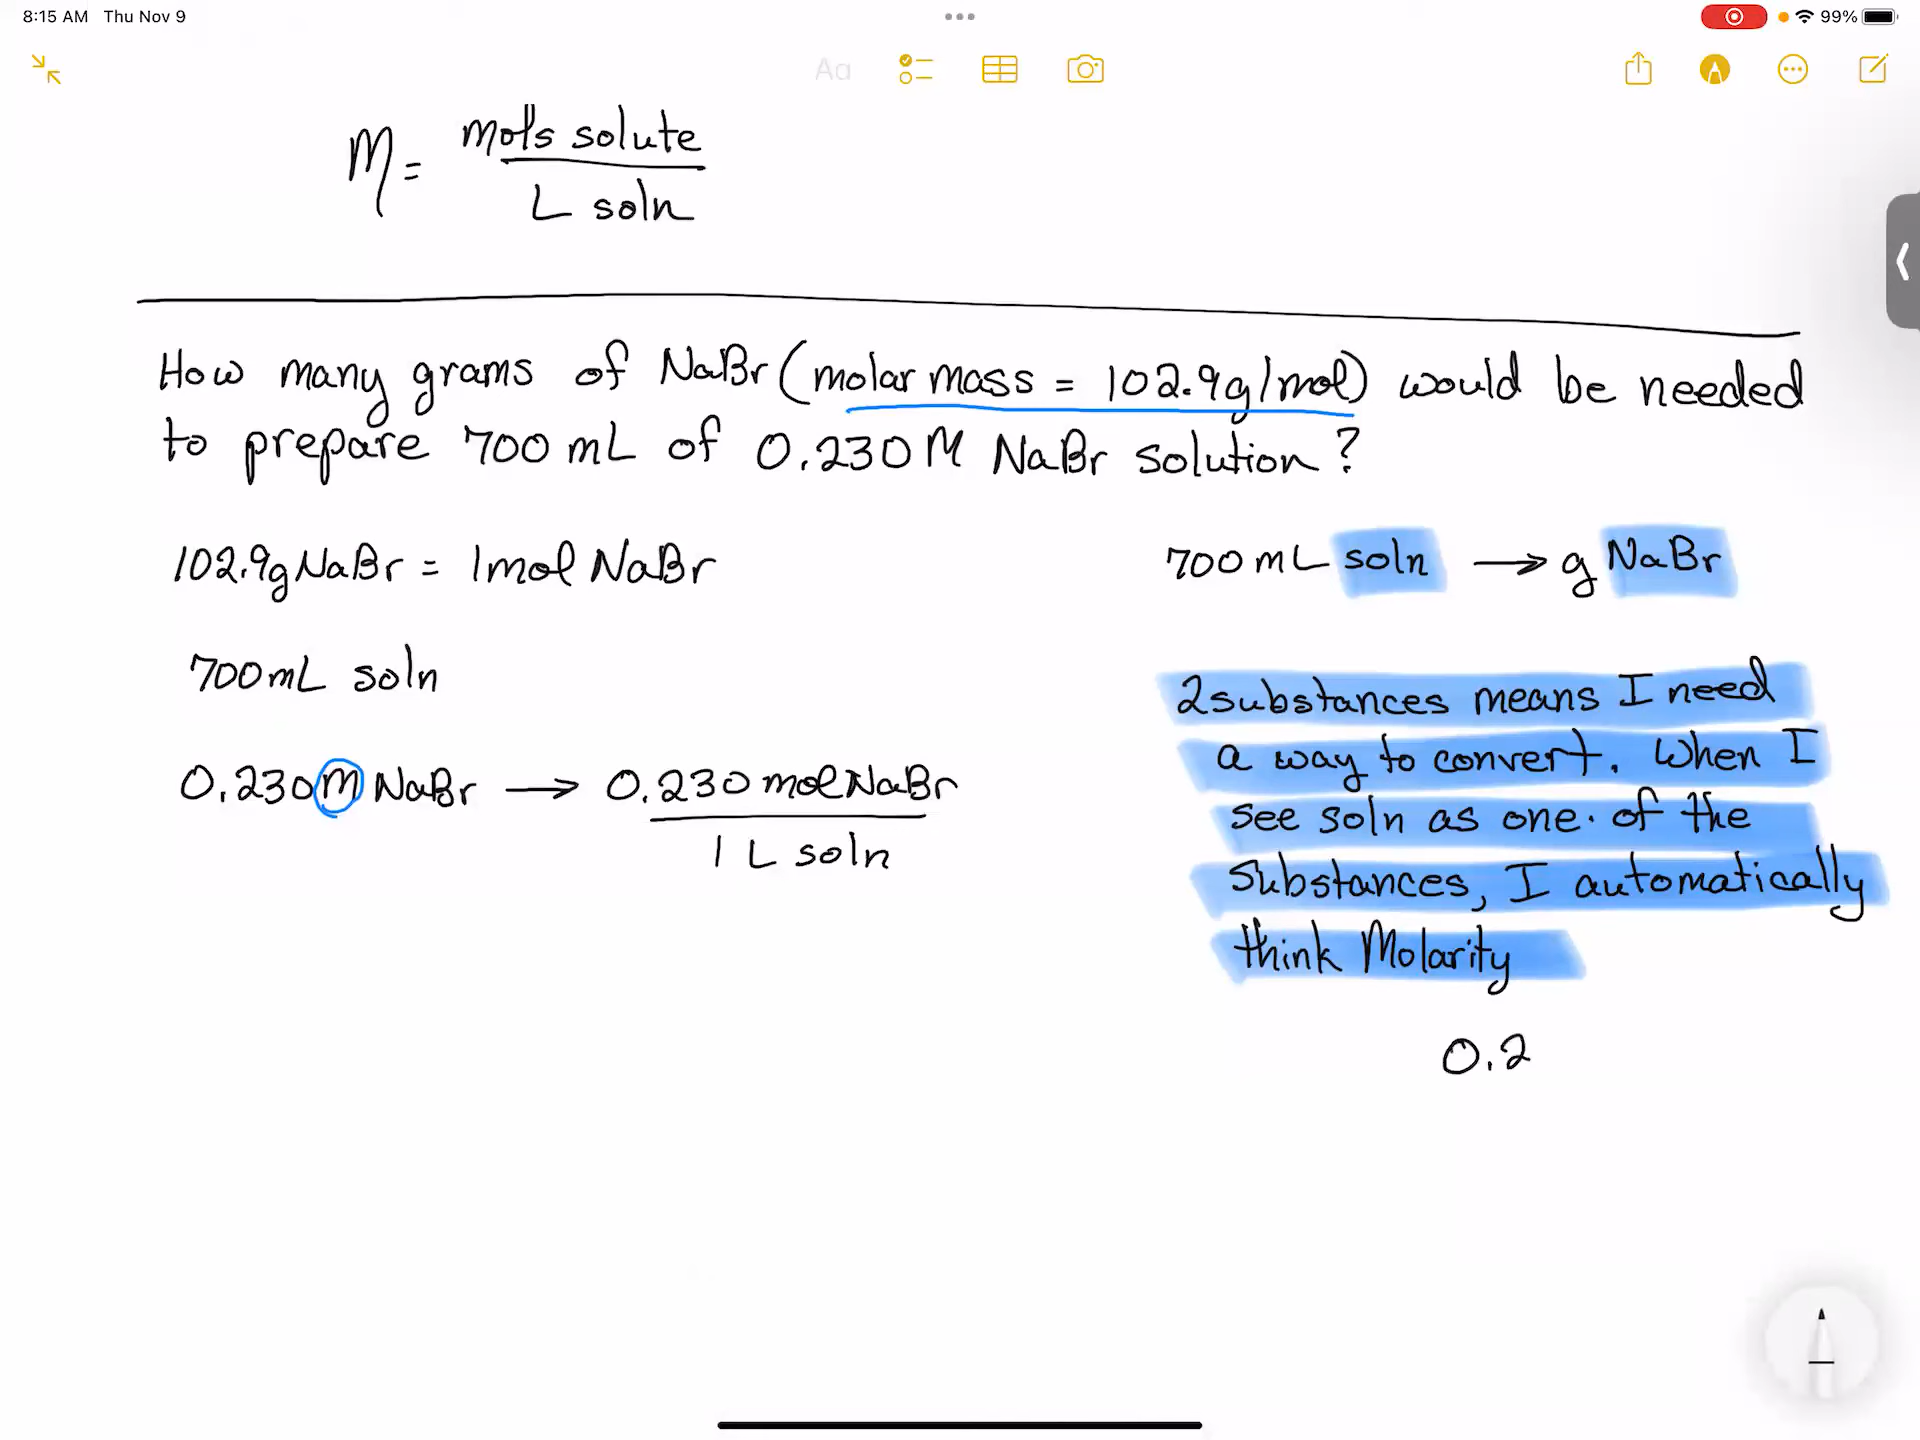 8:15 AM Thu Nov 9
99%
Aa
M = mols solute
L soln
How many grams of NaBr (molar mass = 102.9g/mol) would be needed
to prepare 700 mL of 0.230 M NaBr solution?
102.9g NaBr = 1mol NaBr
700mL soln
0.230 M NaBr → 0.230 mol NaBr
1 L soln
700 mL soln → g NaBr
2 substances means I need
a way to convert. When I
see soln as one of the
substances, I automatically
think Molarity
0.2